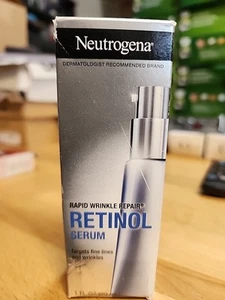 Neutrogena®
DERMATOLOGIST RECOMMENDED BRAND
RAPID WRINKLE REPAIR®
RETINOL
SERUM
Targets fine lines
and wrinkles